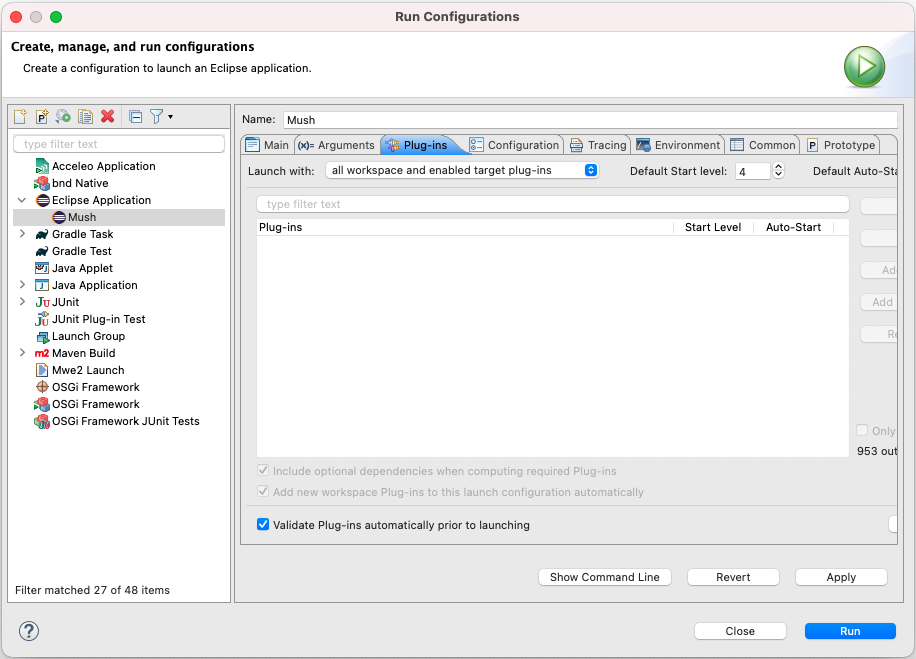 Run Configurations
Create, manage, and run configurations
Create a configuration to launch an Eclipse application.
type filter text
Acceleo Application
bnd Native
Eclipse Application
Mush
Gradle Task
Gradle Test
Java Applet
Java Application
JUnit
JUnit Plug-in Test
Launch Group
m2 Maven Build
Mwe2 Launch
OSGi Framework
OSGi Framework
OSGi Framework JUnit Tests
Filter matched 27 of 48 items
Name: Mush
Main (x)= Arguments Plug-ins Configuration Tracing Environment Common P Prototype
Launch with: all workspace and enabled target plug-ins Default Start level: 4 Default Auto-Sta
type filter text
Plug-ins Start Level Auto-Start
Add
Add
Re
Only
953 out
Include optional dependencies when computing required Plug-ins
Add new workspace Plug-ins to this launch configuration automatically
Validate Plug-ins automatically prior to launching
Show Command Line Revert Apply
? Close Run